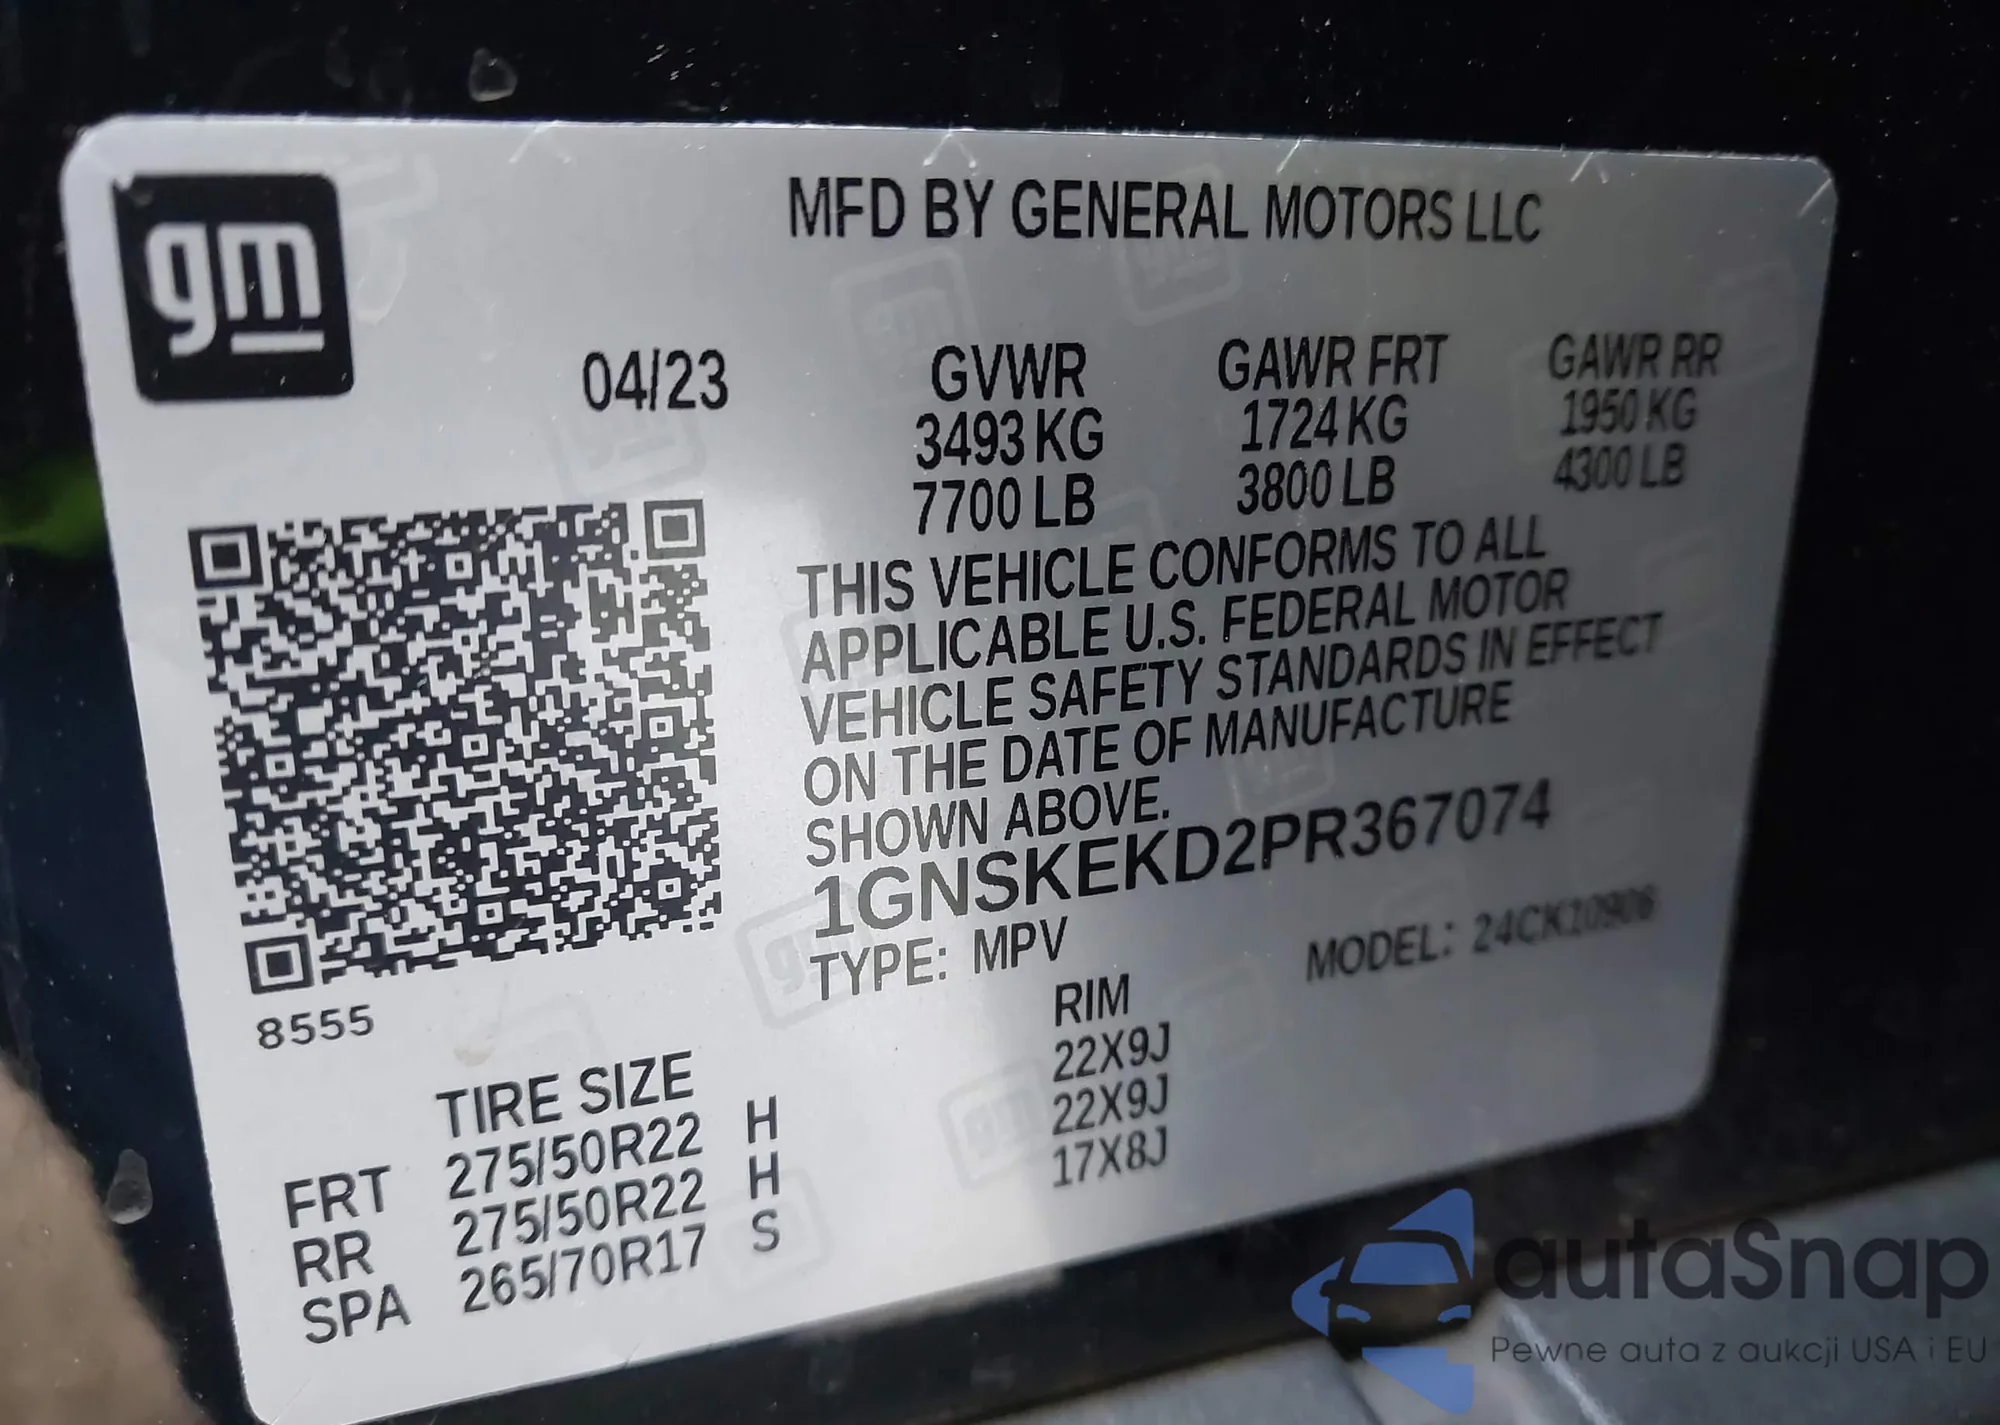 gm
MFD BY GENERAL MOTORS LLC
04/23
GVWR GAWR FRT GAWR RR
3493 KG 1724 KG 1950 KG
7700 LB 3800 LB 4300 LB
THIS VEHICLE CONFORMS TO ALL
APPLICABLE U.S. FEDERAL MOTOR
VEHICLE SAFETY STANDARDS IN EFFECT
ON THE DATE OF MANUFACTURE
SHOWN ABOVE.
1GNSKEKD2PR367074
TYPE: MPV MODEL: 24CK10906
8555
TIRE SIZE RIM
FRT 275/50R22 H 22X9J
RR 275/50R22 H 22X9J
SPA 265/70R17 S 17X8J
autaSnap
Pewne auta z aukcji USA i EU